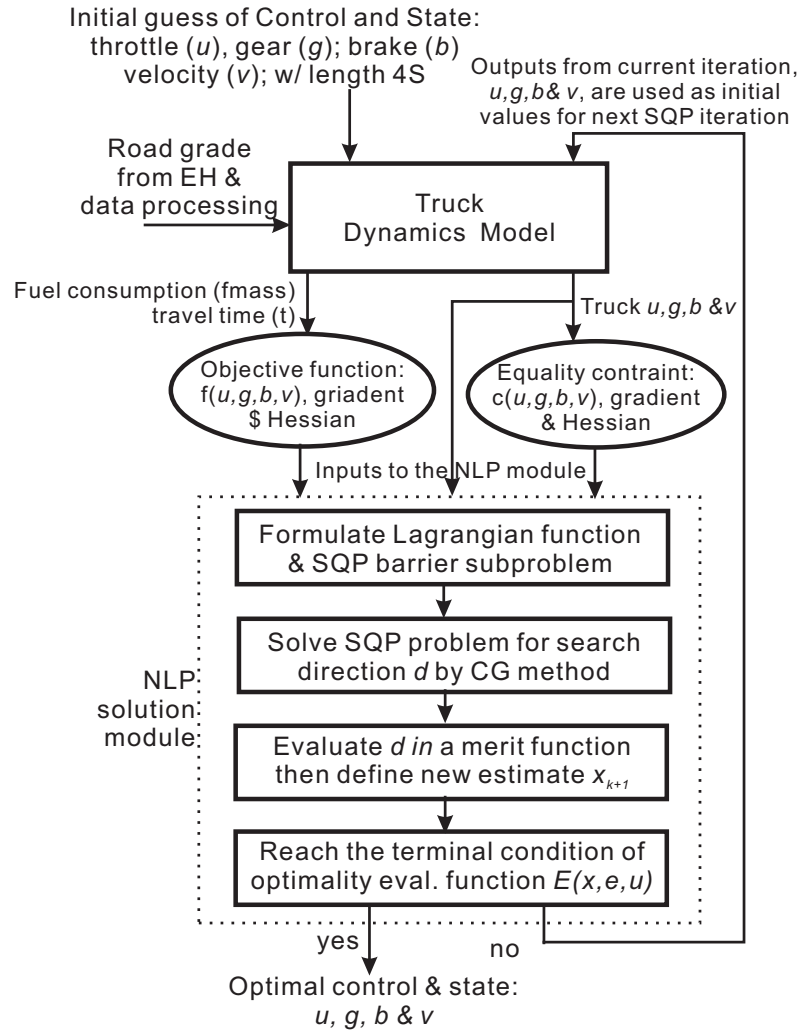 Initial guess of Control and State:
throttle (u), gear (g); brake (b)
velocity (v); w/ length 4S
Outputs from current iteration,
u,g,b& v, are used as initial
values for next SQP iteration
Road grade
from EH &
data processing
Truck
Dynamics Model
Fuel consumption (fmass)
travel time (t)
Truck u,g,b &v
Objective function:
f(u,g,b,v), griadent
$ Hessian
Equality contraint:
c(u,g,b,v), gradient
& Hessian
Inputs to the NLP module
Formulate Lagrangian function
& SQP barrier subproblem
Solve SQP problem for search
direction d by CG method
NLP
solution
module
Evaluate d in a merit function
then define new estimate x_{k+1}
Reach the terminal condition of
optimality eval. function E(x,e,u)
yes
no
Optimal control & state:
u, g, b & v